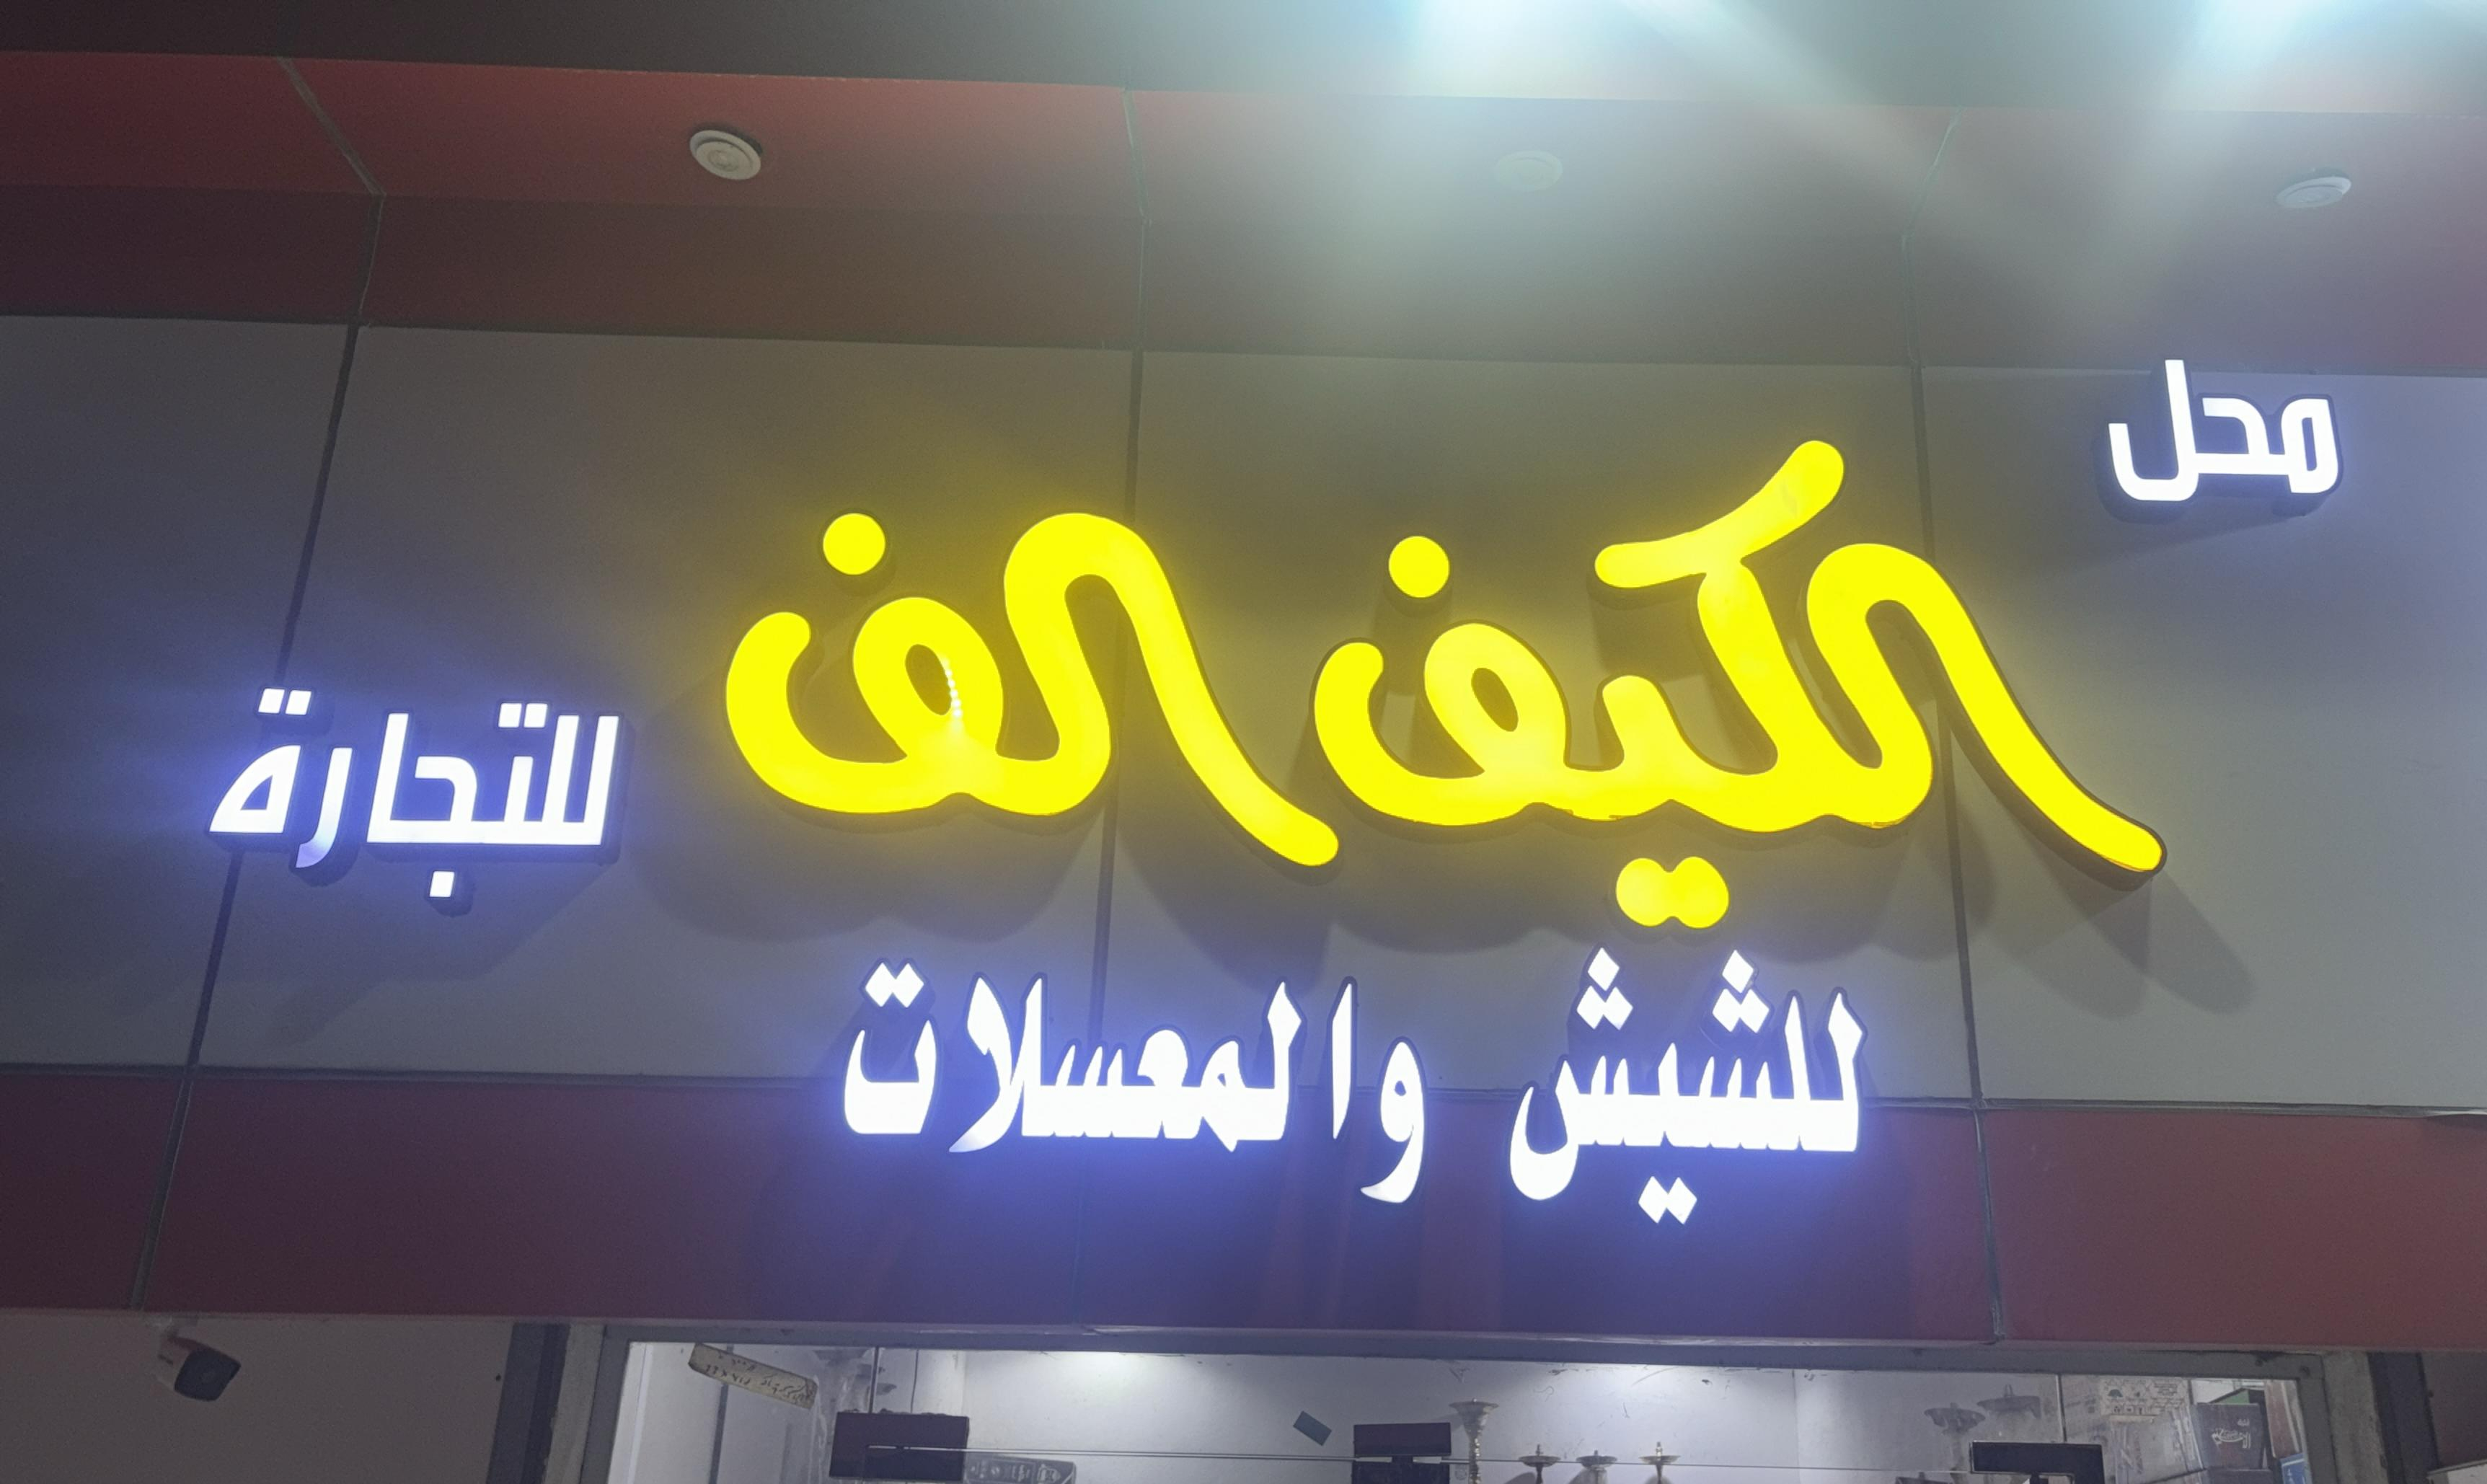 محل
الكيف الف
للتجارة
للشيش والمعسلات